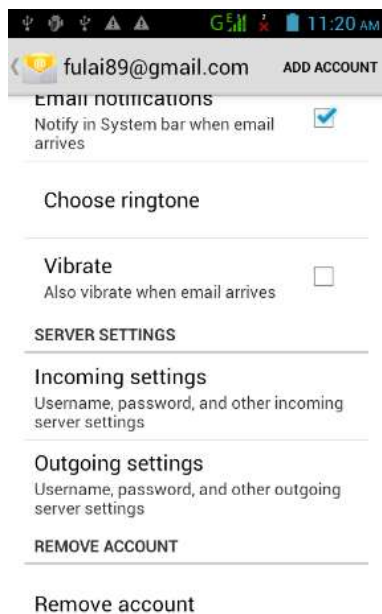 11:20 AM
fulai89@gmail.com ADD ACCOUNT
Email notifications
Notify in System bar when email
arrives
Choose ringtone
Vibrate
Also vibrate when email arrives
SERVER SETTINGS
Incoming settings
Username, password, and other incoming
server settings
Outgoing settings
Username, password, and other outgoing
server settings
REMOVE ACCOUNT
Remove account